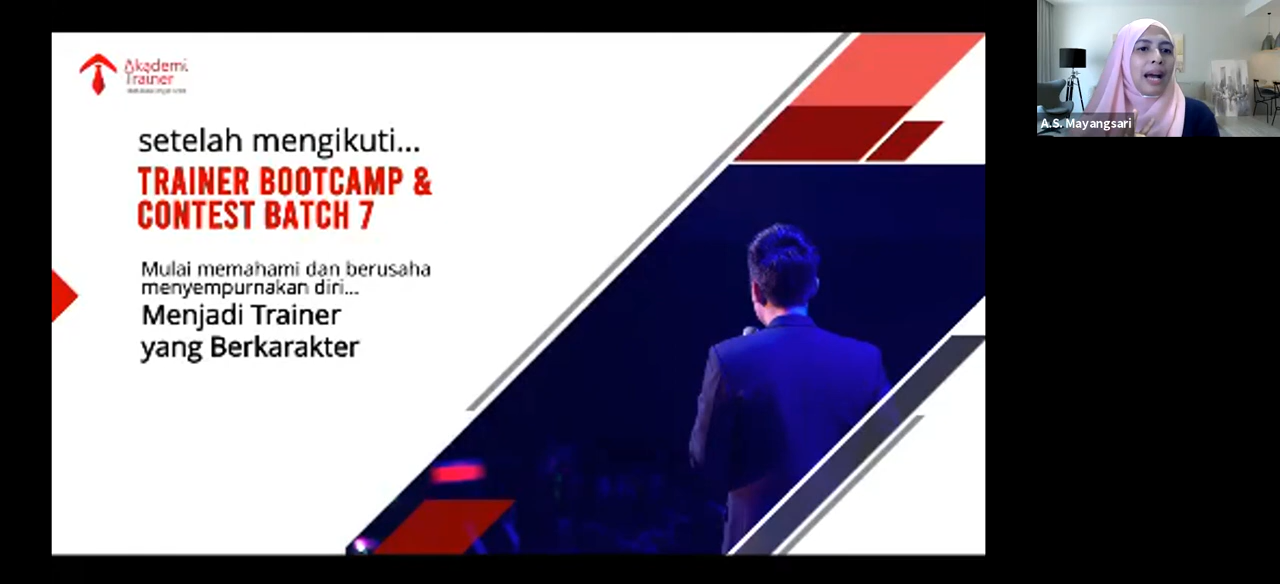 Akademi
Trainer
setelah mengikuti...
TRAINER BOOTCAMP &
CONTEST BATCH 7
Mulai memahami dan berusaha
menyempurnakan diri...
Menjadi Trainer
yang Berkarakter
A.S. Mayangsari